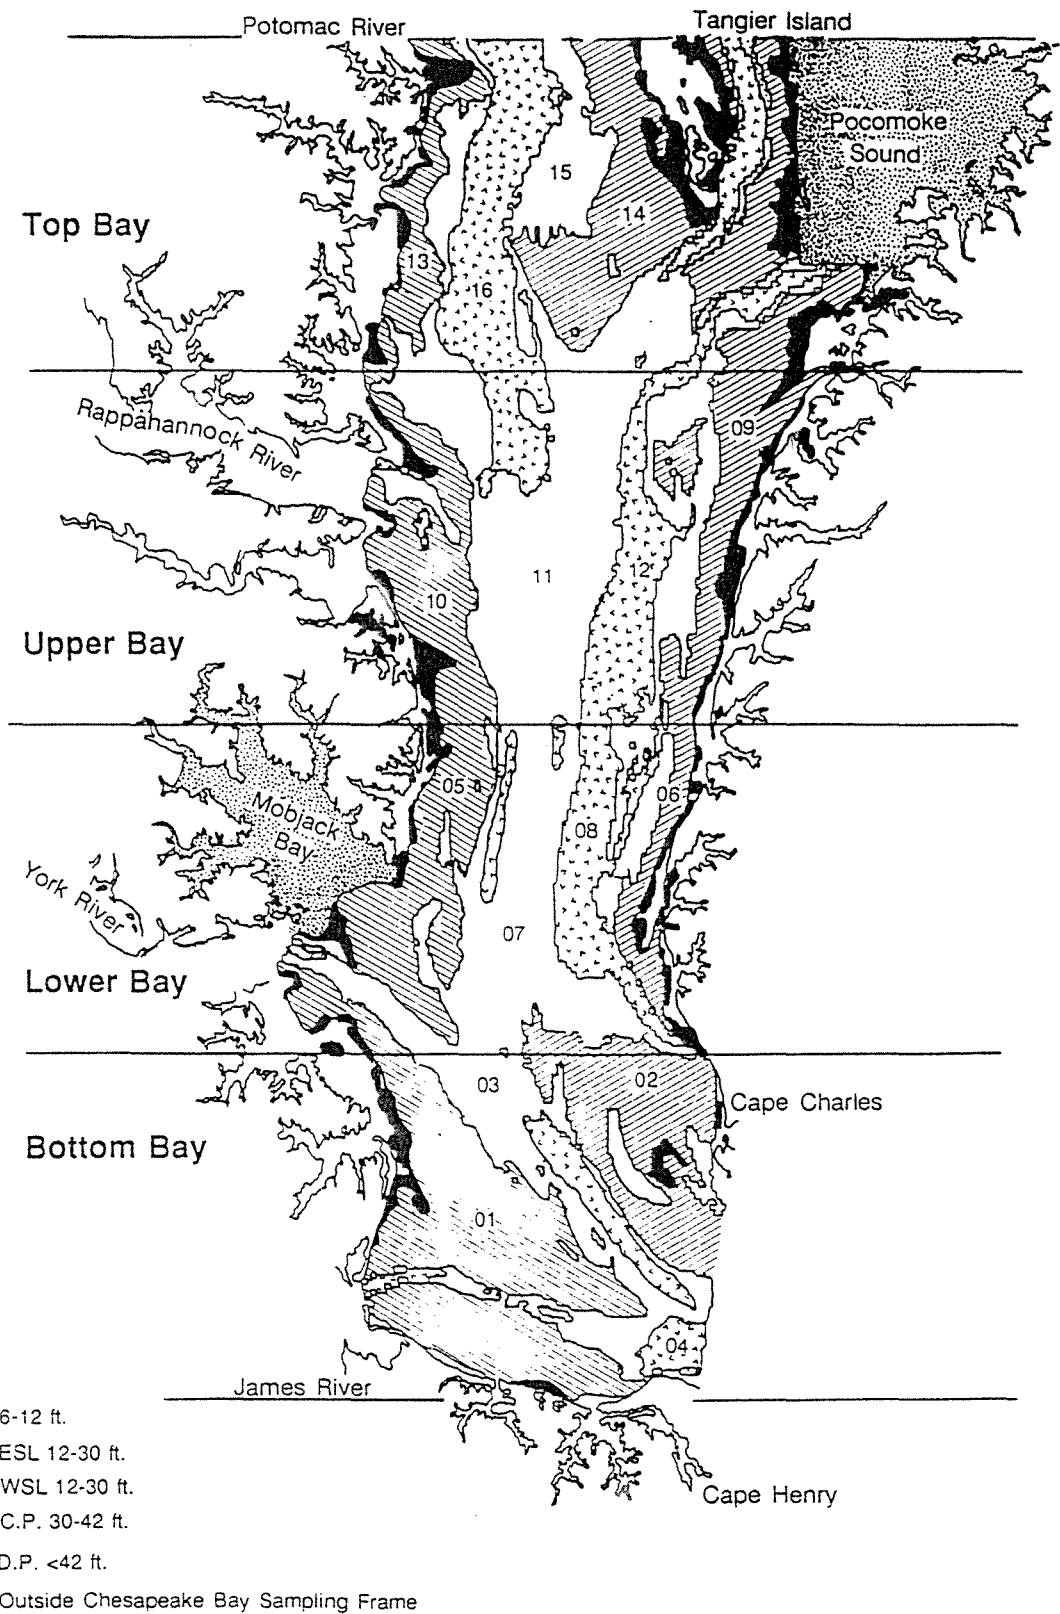 Potomac River
Tangier Island
Pocomoke
Sound
15
14
Top Bay
13
16
Rappahannock River
09
11
12
10
Upper Bay
05
06
Mobjack
Bay
08
York River
07
Lower Bay
03
02
Cape Charles
Bottom Bay
01
04
James River
6-12 ft.
ESL 12-30 ft.
WSL 12-30 ft.
C.P. 30-42 ft.
D.P. <42 ft.
Cape Henry
Outside Chesapeake Bay Sampling Frame